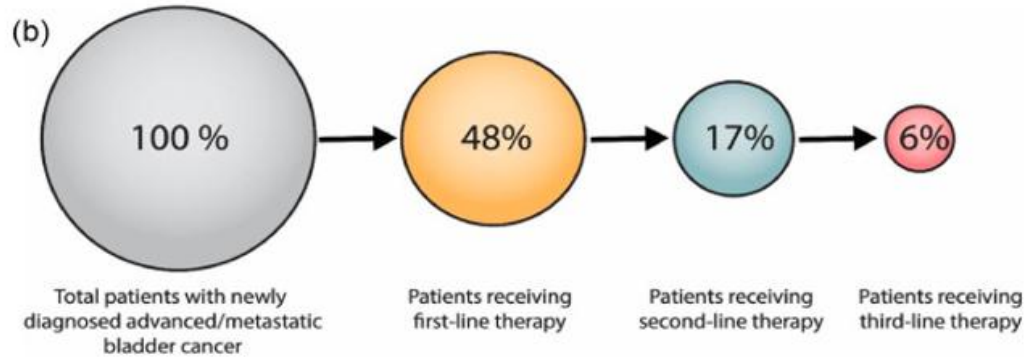 (b)
100 %
48%
17%
6%
Total patients with newly
diagnosed advanced/metastatic
bladder cancer
Patients receiving
first-line therapy
Patients receiving
second-line therapy
Patients receiving
third-line therapy